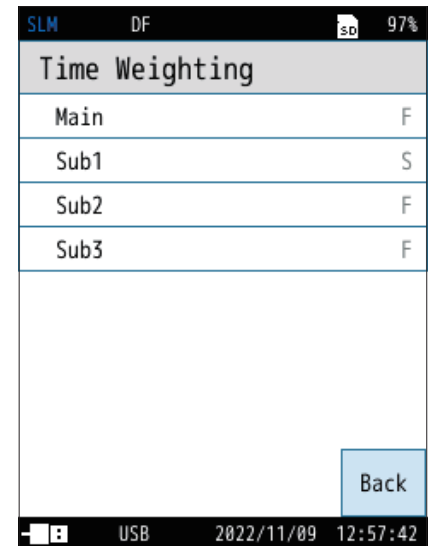 SLM DF SD 97%
Time Weighting
Main F
Sub1 S
Sub2 F
Sub3 F
Back
USB 2022/11/09 12:57:42